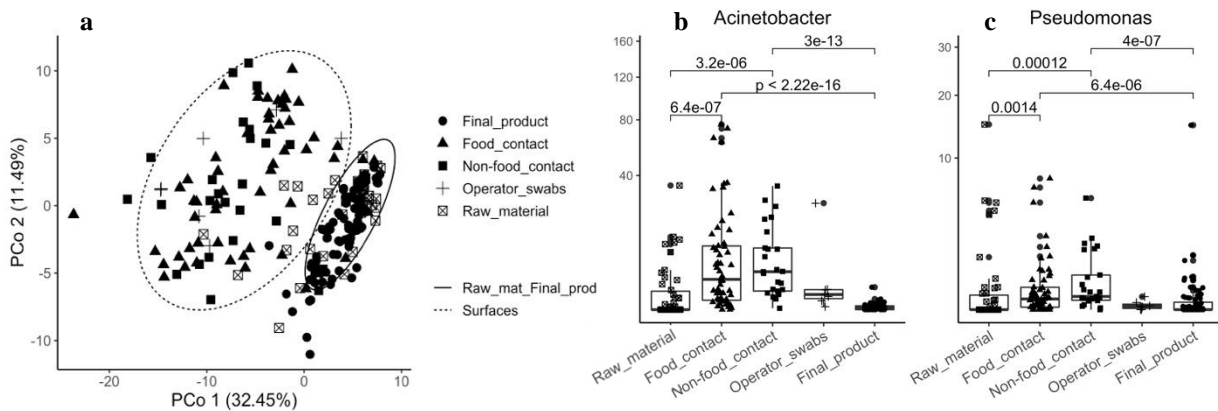 a
10
5
0
-5
-10
PCo 2 (11.49%)
-20
-10
0
10
PCo 1 (32.45%)
Final_product
Food_contact
Non-food_contact
Operator_swabs
Raw_material
Raw_mat_Final_prod
Surfaces
b
Acinetobacter
160
120
80
40
3e-13
3.2e-06
p < 2.22e-16
6.4e-07
Raw_material
Food_contact
Non-food_contact
Operator_swabs
Final_product
c
Pseudomonas
30
20
10
4e-07
0.00012
6.4e-06
0.0014
Raw_material
Food_contact
Non-food_contact
Operator_swabs
Final_product